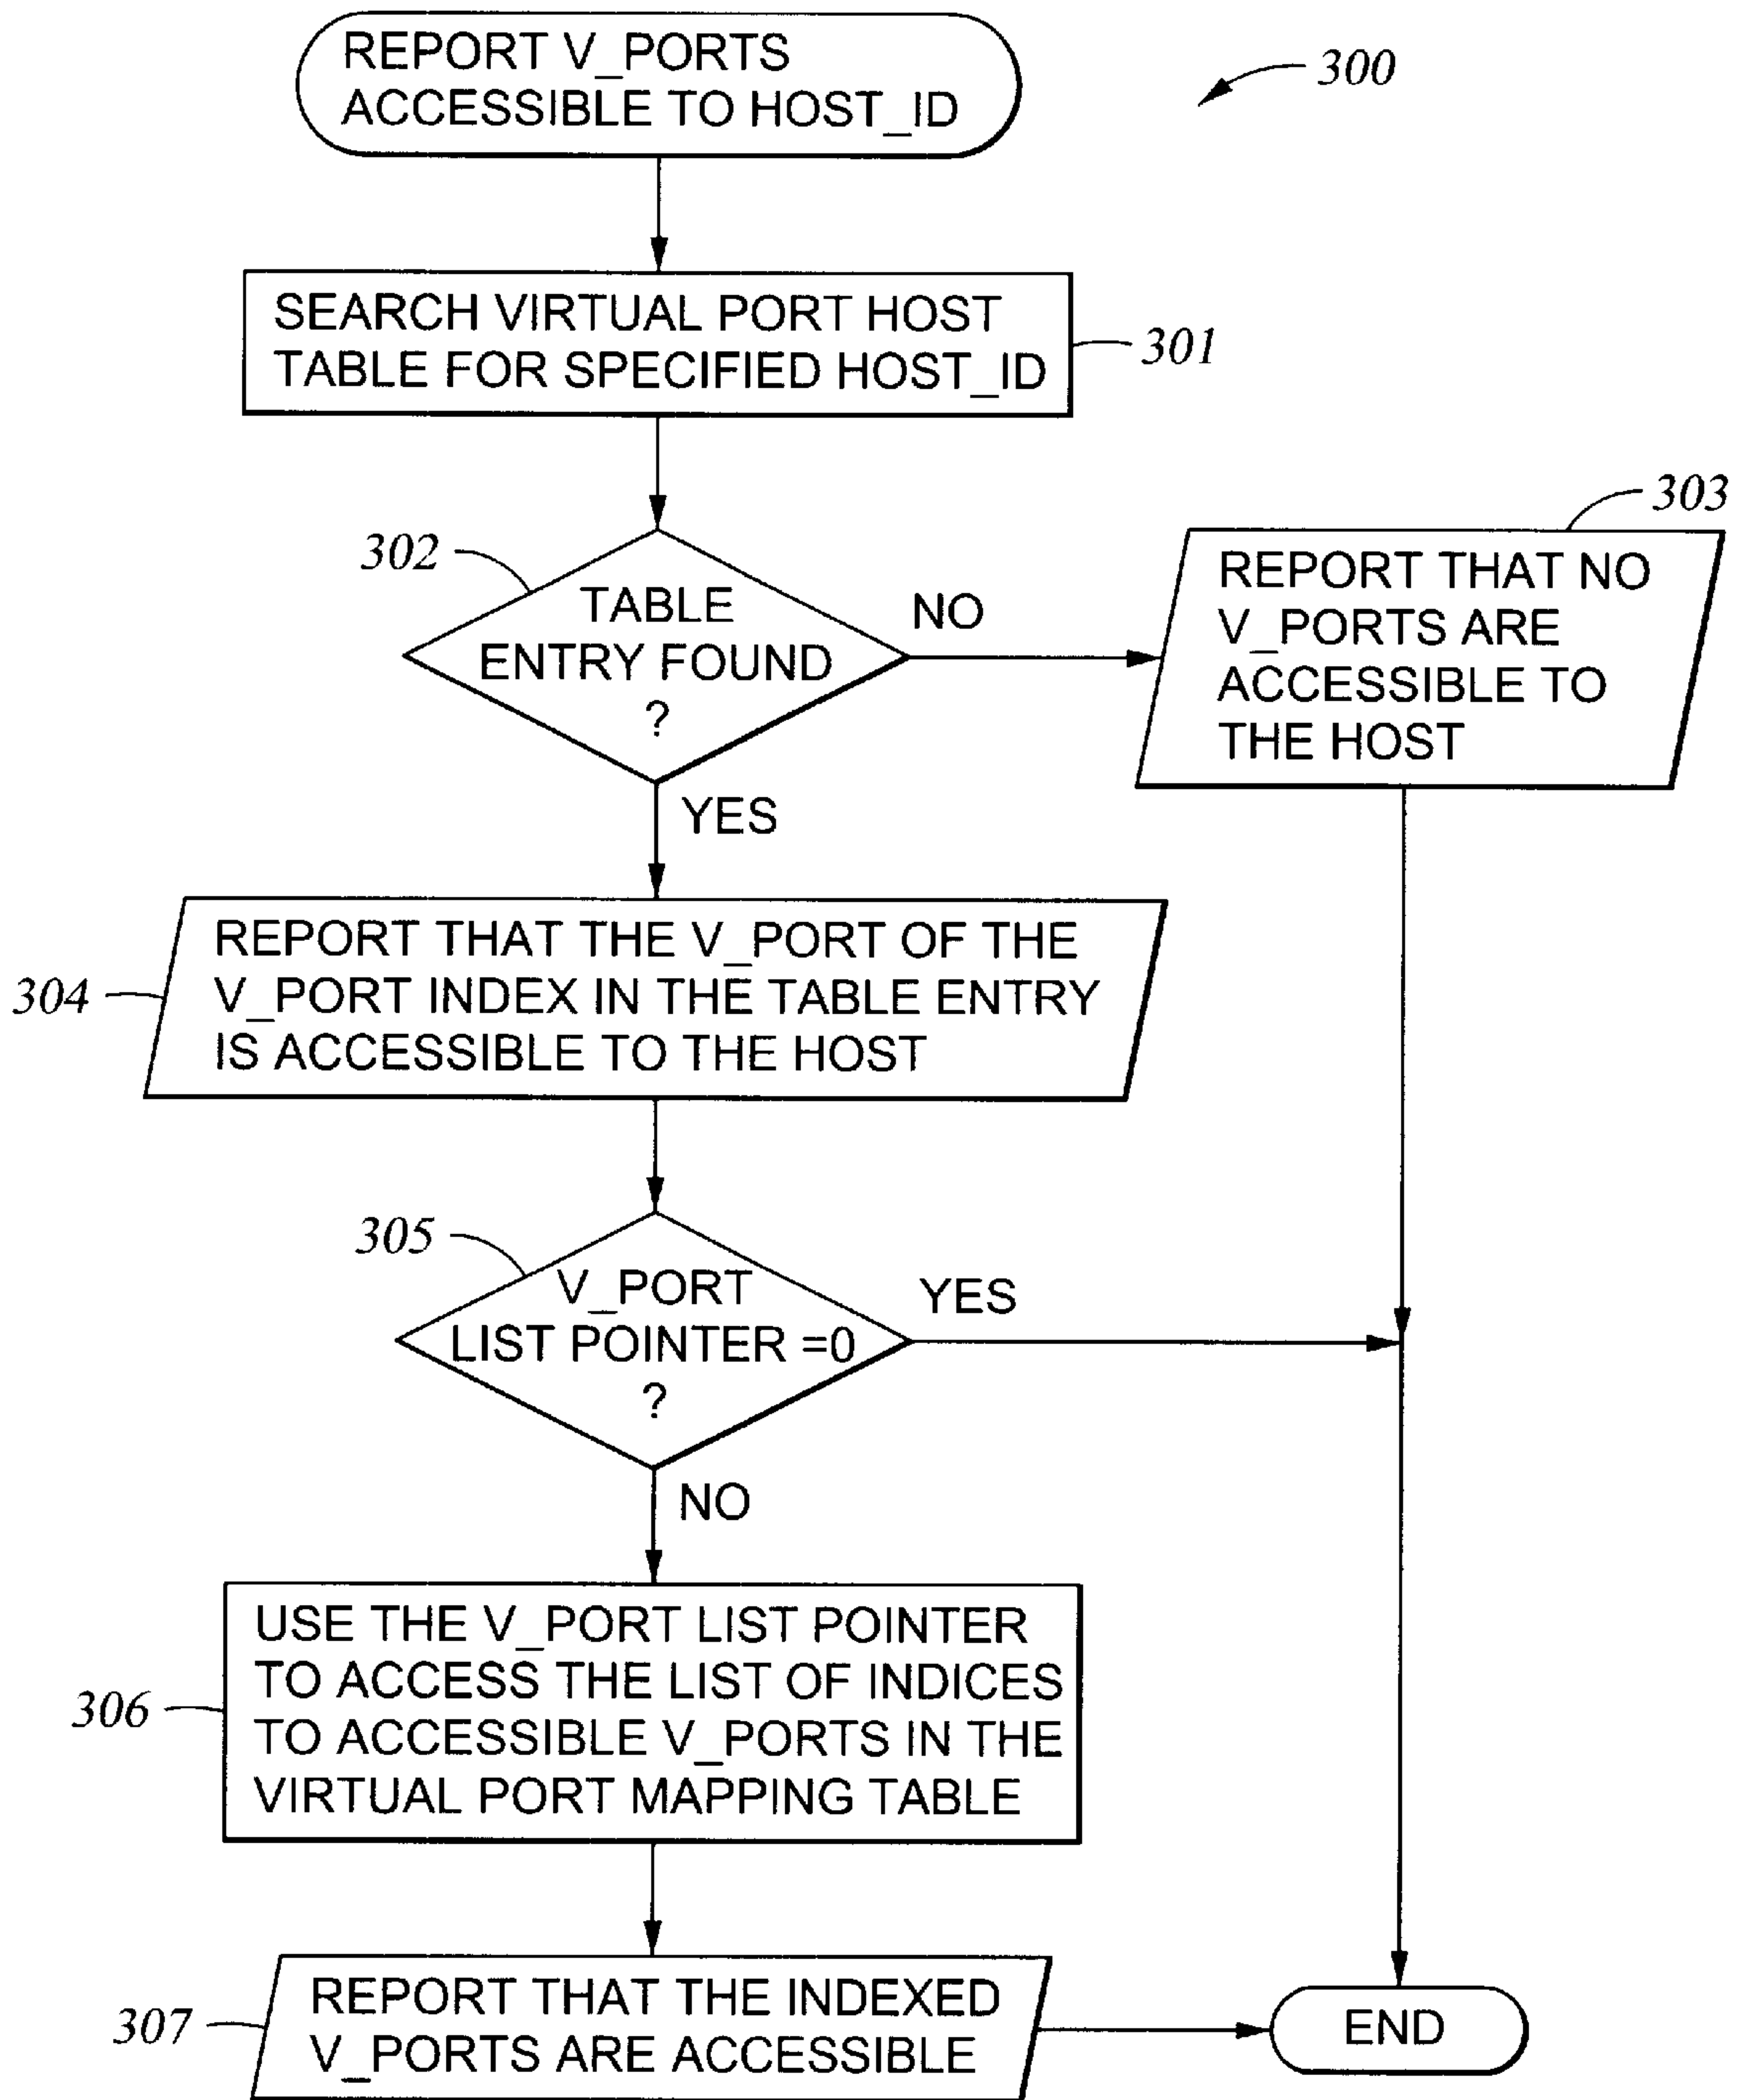 REPORT V_PORTS
ACCESSIBLE TO HOST_ID
300
SEARCH VIRTUAL PORT HOST
TABLE FOR SPECIFIED HOST_ID
301
302
TABLE
ENTRY FOUND
?
NO
YES
303
REPORT THAT NO
V_PORTS ARE
ACCESSIBLE TO
THE HOST
304
REPORT THAT THE V_PORT OF THE
V_PORT INDEX IN THE TABLE ENTRY
IS ACCESSIBLE TO THE HOST
305
V_PORT
LIST POINTER =0
?
YES
NO
306
USE THE V_PORT LIST POINTER
TO ACCESS THE LIST OF INDICES
TO ACCESSIBLE V_PORTS IN THE
VIRTUAL PORT MAPPING TABLE
307
REPORT THAT THE INDEXED
V_PORTS ARE ACCESSIBLE
END